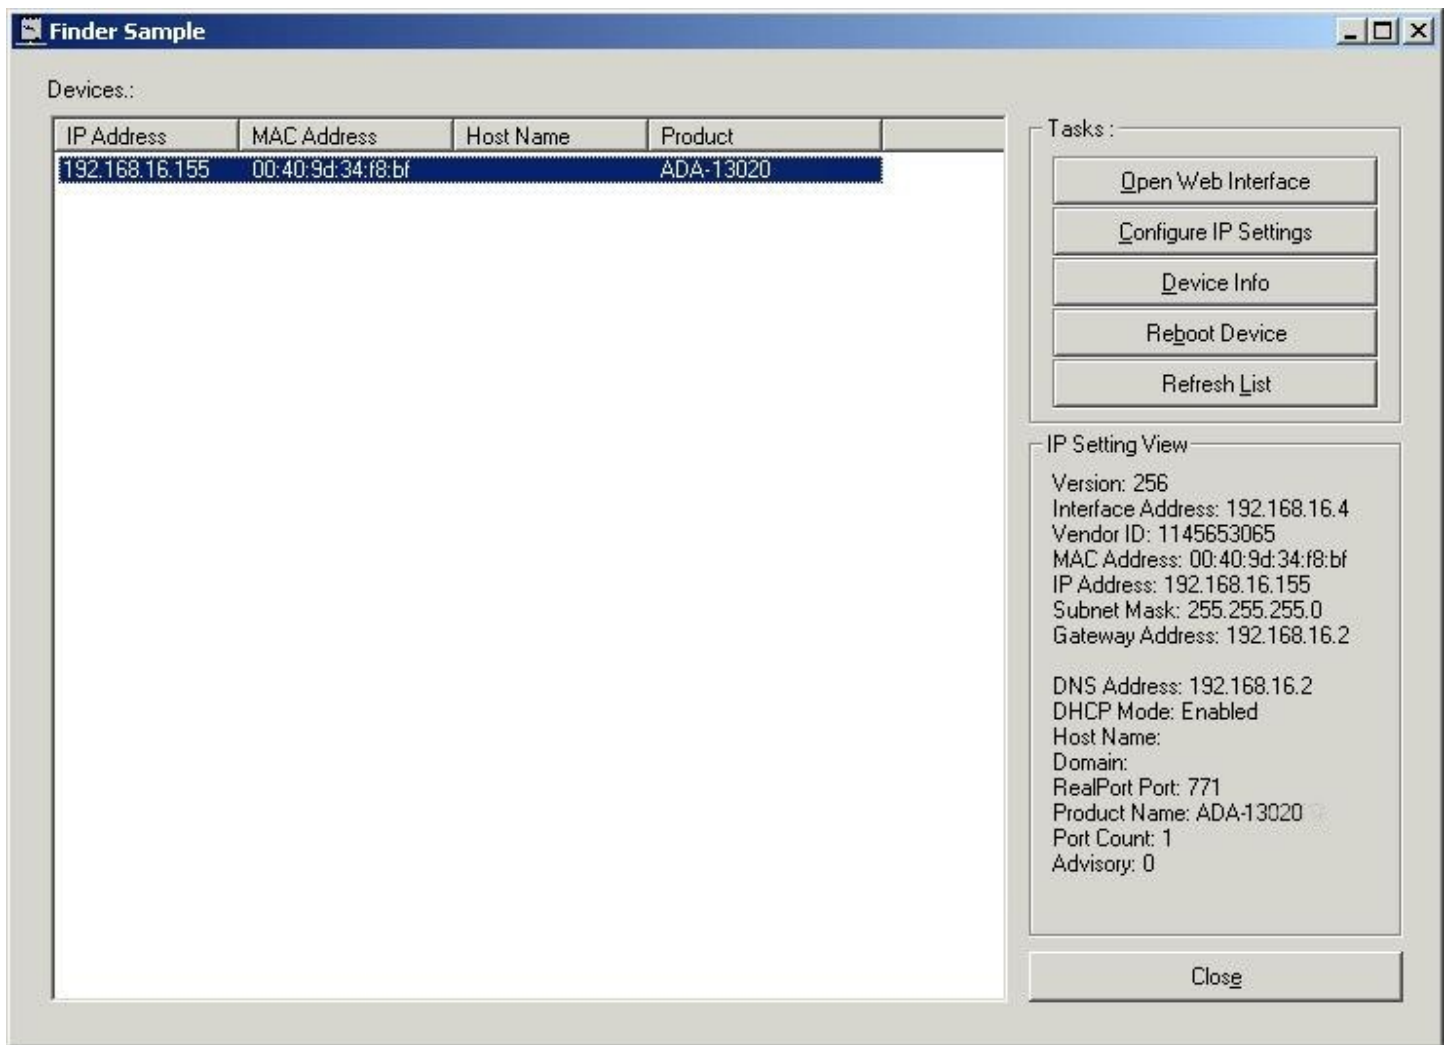 Finder Sample
Devices.:
IP Address MAC Address Host Name Product
192.168.16.155 00:40:9d:34:f8:bf ADA-13020
Tasks :
Open Web Interface
Configure IP Settings
Device Info
Reboot Device
Refresh List
IP Setting View
Version: 256
Interface Address: 192.168.16.4
Vendor ID: 1145653065
MAC Address: 00:40:9d:34:f8:bf
IP Address: 192.168.16.155
Subnet Mask: 255.255.255.0
Gateway Address: 192.168.16.2
DNS Address: 192.168.16.2
DHCP Mode: Enabled
Host Name:
Domain:
RealPort Port: 771
Product Name: ADA-13020
Port Count: 1
Advisory: 0
Close